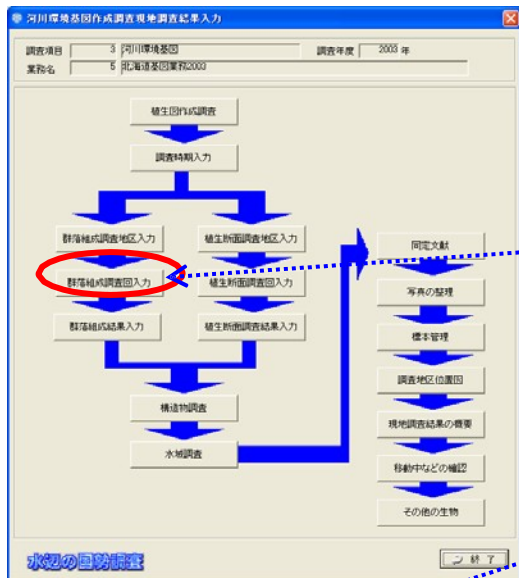 河川環境基図作成調査現地調査結果入力
調査項目 3 河川環境基図 調査年度 2003 年
業務名 5 北海道基図業務2003
植生図作成調査
調査時期入力
群落組成調査地区入力
植生断面調査地区入力
群落組成調査回入力
植生断面調査回入力
群落組成結果入力
植生断面調査結果入力
構造物調査
水域調査
同定文献
写真の整理
標本管理
調査地区位置図
現地調査結果の概要
移動中などの確認
その他の生物
水辺の国勢調査
終 了